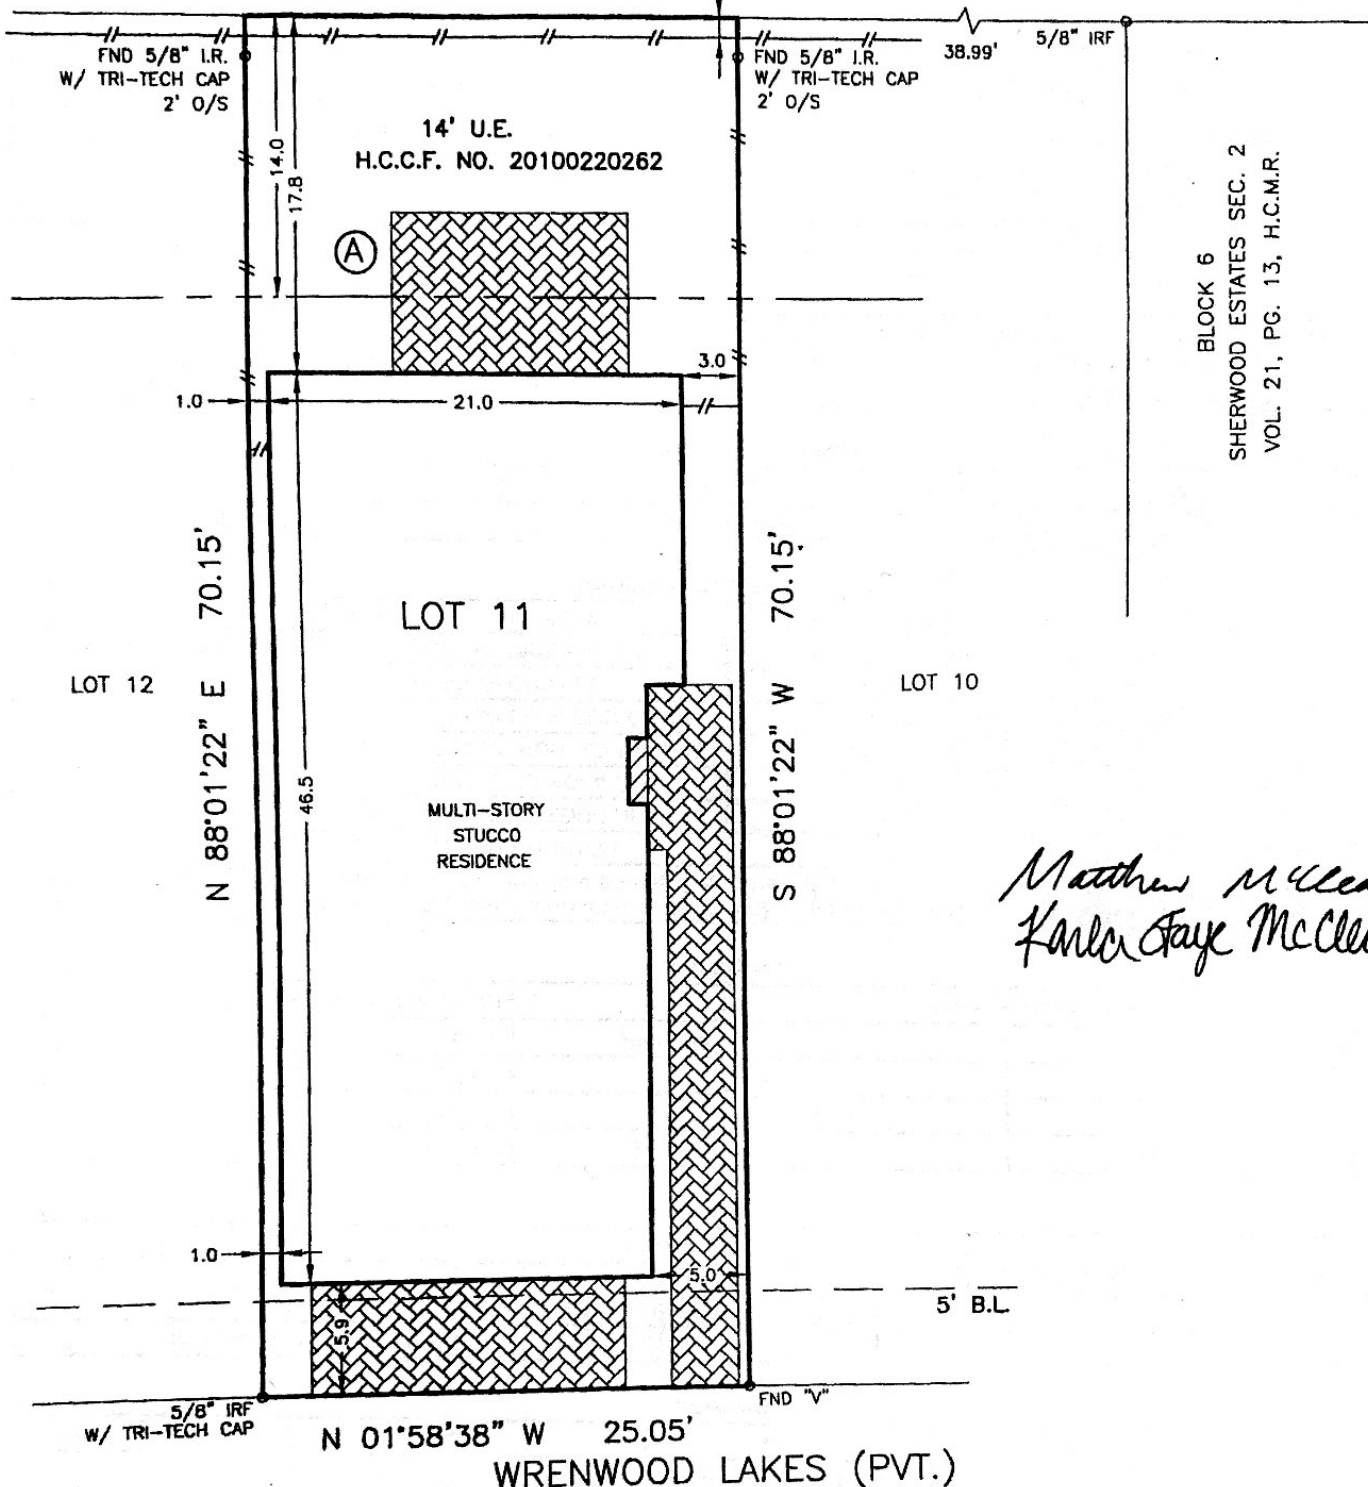 FND 5/8" I.R.
W/ TRI-TECH CAP
2' O/S
FND 5/8" I.R.
W/ TRI-TECH CAP
2' O/S
38.99'
5/8" IRF
14' U.E.
H.C.C.F. NO. 20100220262
14.0
17.8
A
BLOCK 6
SHERWOOD ESTATES SEC. 2
VOL. 21, PG. 13, H.C.M.R.
3.0
1.0
21.0
N 88°01'22" E 70.15'
S 88°01'22" W 70.15'
LOT 11
LOT 12
LOT 10
46.5
MULTI-STORY
STUCCO
RESIDENCE
Matthew
Karla Faye
1.0
5.0
5' B.L.
5.9
5/8" IRF
W/ TRI-TECH CAP
FND "V"
N 01°58'38" W 25.05'
WRENWOOD LAKES (PVT.)